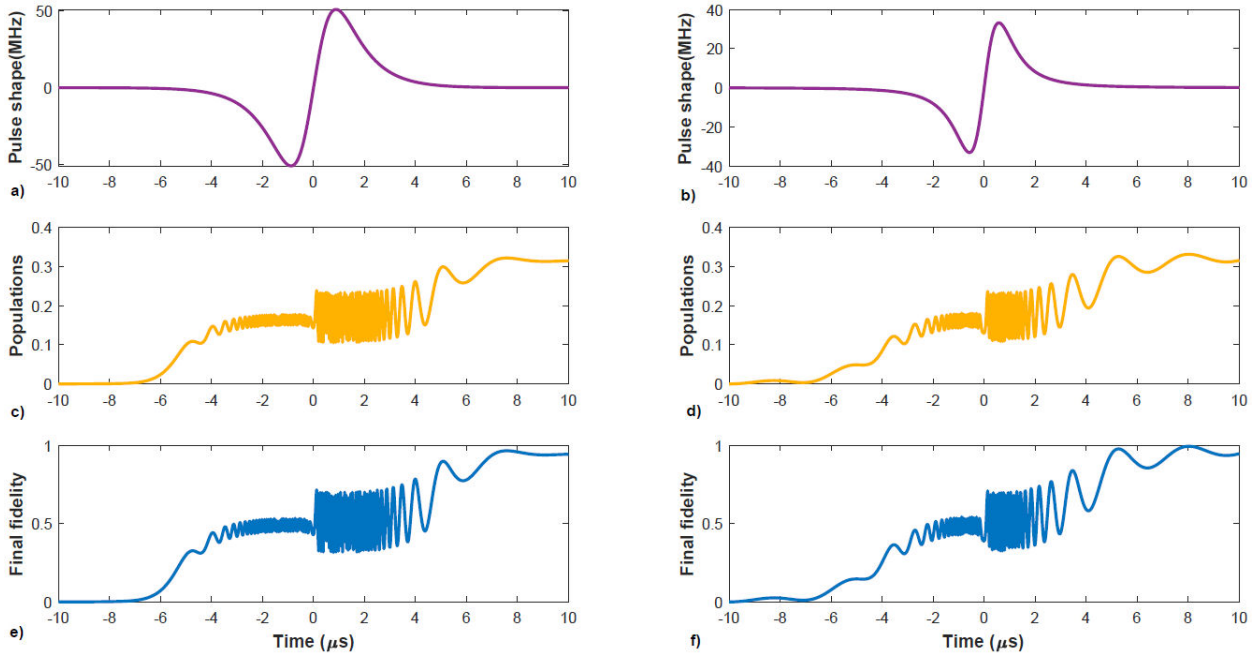 Pulse shape(MHz)
50
0
-50
-10 -8 -6 -4 -2 0 2 4 6 8 10
a)
Pulse shape(MHz)
40
20
0
-20
-40
-10 -8 -6 -4 -2 0 2 4 6 8 10
b)
Populations
0.4
0.3
0.2
0.1
0
-10 -8 -6 -4 -2 0 2 4 6 8 10
c)
Populations
0.4
0.3
0.2
0.1
0
-10 -8 -6 -4 -2 0 2 4 6 8 10
d)
Final fidelity
1
0.5
0
-10 -8 -6 -4 -2 0 2 4 6 8 10
e)
Time (μs)
Final fidelity
1
0.5
0
-10 -8 -6 -4 -2 0 2 4 6 8 10
f)
Time (μs)